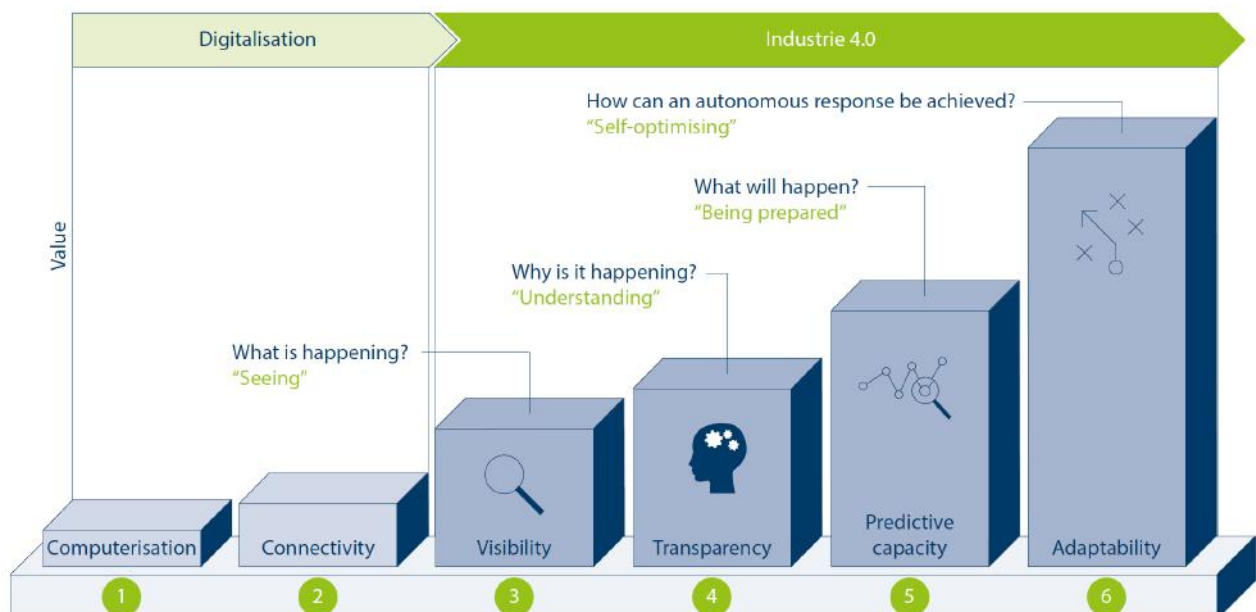 Digitalisation
Industrie 4.0
Value
How can an autonomous response be achieved?
“Self-optimising”
What will happen?
“Being prepared”
Why is it happening?
“Understanding”
What is happening?
“Seeing”
Computerisation
Connectivity
Visibility
Transparency
Predictive
capacity
Adaptability
1
2
3
4
5
6